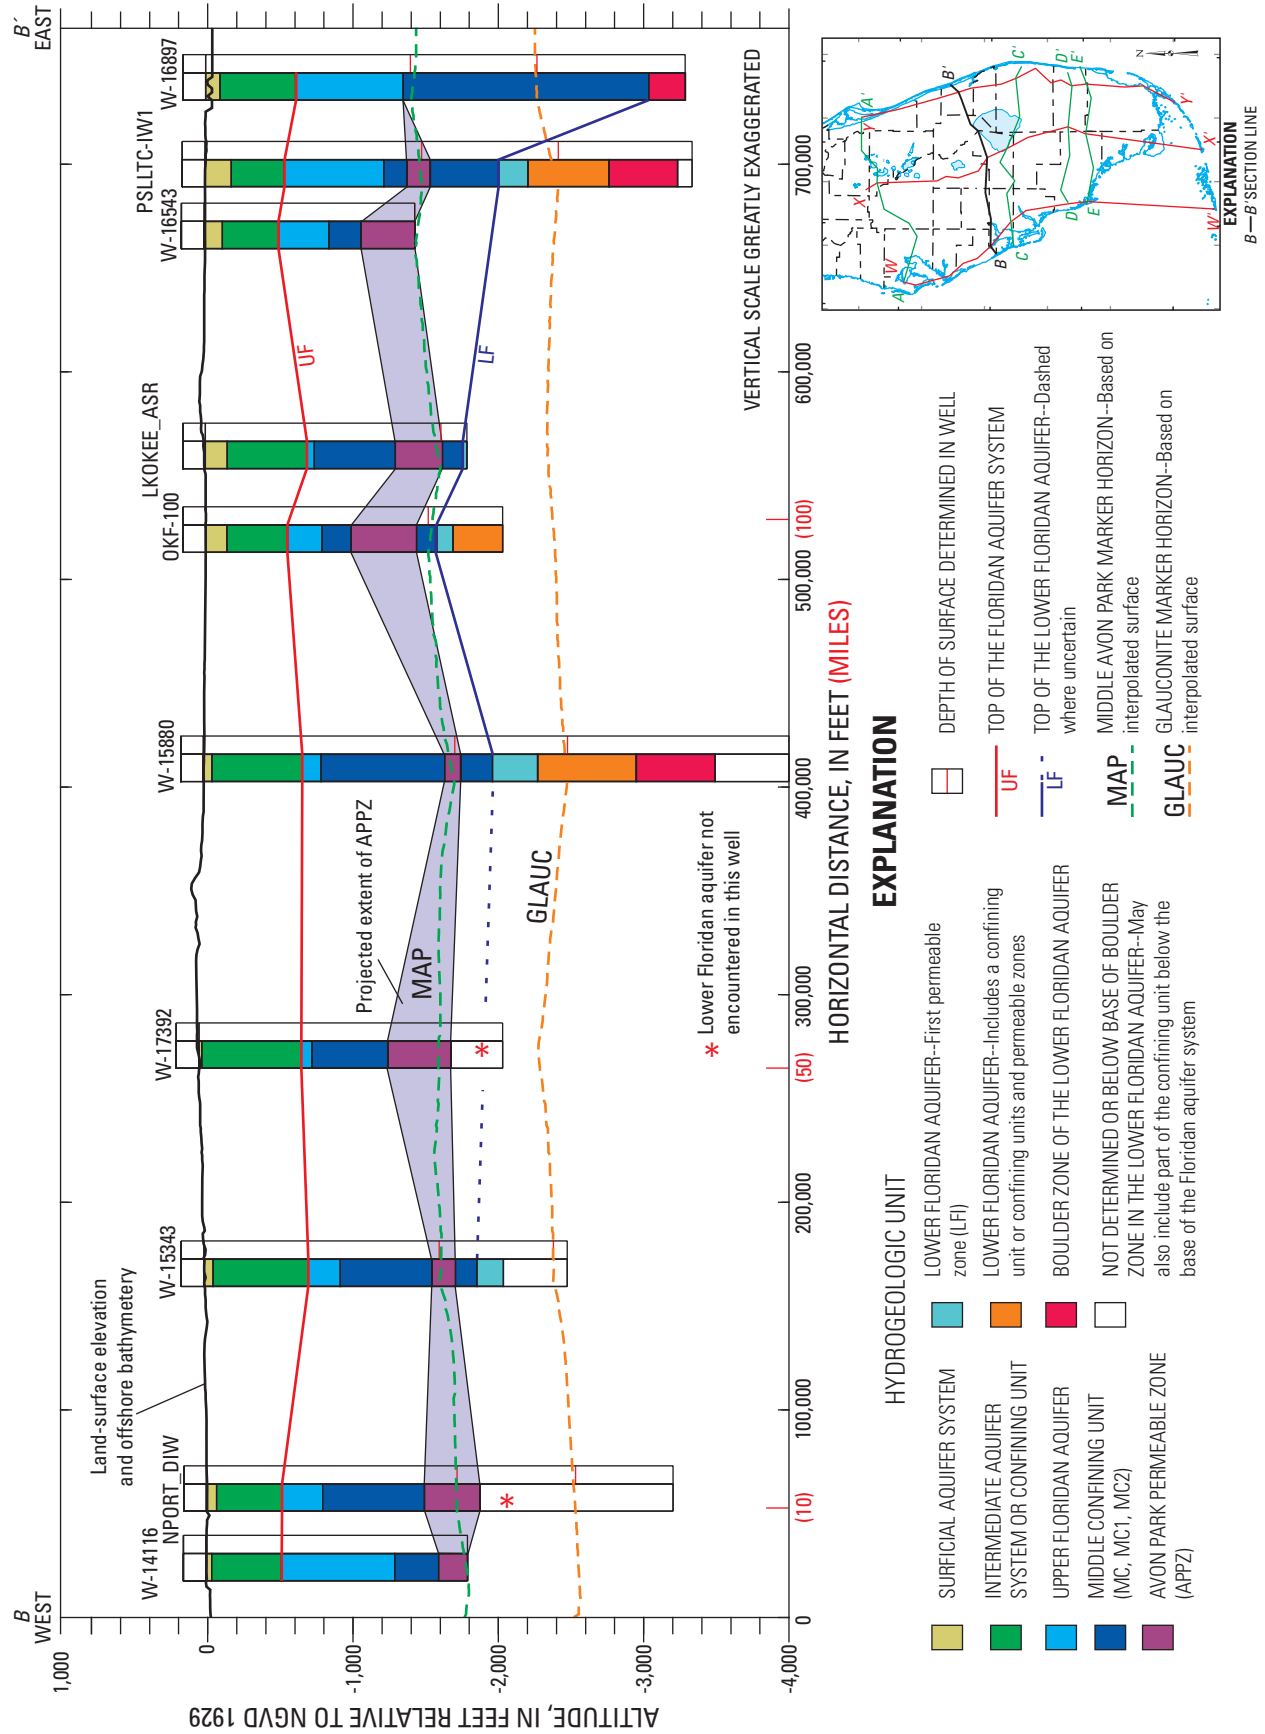 B
WEST
B′
EAST
W-14116
NPORT_DIW
W-15343
W-17392
W-15880
OKF-100
LKOKEE_ASR
W-16543
PSLLTC-IW1
W-16897
Land-surface elevation
and offshore bathymetery
Projected extent of APPZ
MAP
GLAUC
UF
LF
*
*
* Lower Floridan aquifer not
encountered in this well
VERTICAL SCALE GREATLY EXAGGERATED
1,000
0
-1,000
-2,000
-3,000
-4,000
ALTITUDE, IN FEET RELATIVE TO NGVD 1929
0
100,000
200,000
300,000
400,000
500,000
600,000
700,000
(10)
(50)
(100)
HORIZONTAL DISTANCE, IN FEET (MILES)
EXPLANATION
HYDROGEOLOGIC UNIT
SURFICIAL AQUIFER SYSTEM
INTERMEDIATE AQUIFER
SYSTEM OR CONFINING UNIT
UPPER FLORIDAN AQUIFER
MIDDLE CONFINING UNIT
(MC, MC1, MC2)
AVON PARK PERMEABLE ZONE
(APPZ)
LOWER FLORIDAN AQUIFER--First permeable
zone (LFI)
LOWER FLORIDAN AQUIFER--Includes a confining
unit or confining units and permeable zones
BOULDER ZONE OF THE LOWER FLORIDAN AQUIFER
NOT DETERMINED OR BELOW BASE OF BOULDER
ZONE IN THE LOWER FLORIDAN AQUIFER--May
also include part of the confining unit below the
base of the Floridan aquifer system
DEPTH OF SURFACE DETERMINED IN WELL
UF
TOP OF THE FLORIDAN AQUIFER SYSTEM
LF
TOP OF THE LOWER FLORIDAN AQUIFER--Dashed
where uncertain
MAP
MIDDLE AVON PARK MARKER HORIZON--Based on
interpolated surface
GLAUC
GLAUCONITE MARKER HORIZON--Based on
interpolated surface
A
A′
W
X
Y
B
B′
C
C′
D
D′
E
E′
W′
X′
Y′
N
EXPLANATION
B—B′ SECTION LINE